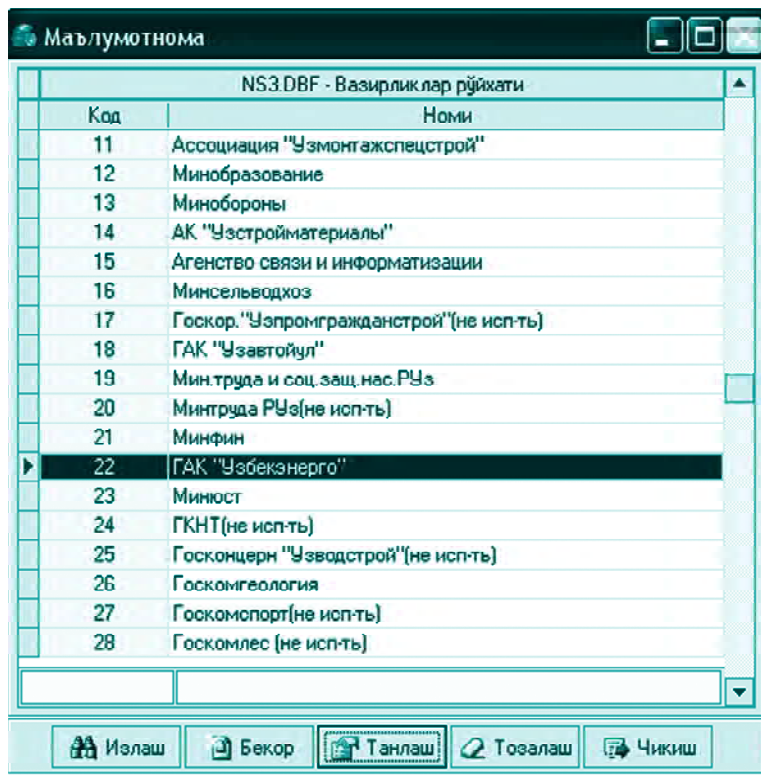 Маълумотнома
NS3.DBF - Вазирликлар рўйхати
Код Номи
11 Ассоциация "Узмонтажспецстрой"
12 Минобразование
13 Минобороны
14 АК "Узстройматериалы"
15 Агенство связи и информатизации
16 Минсельводхоз
17 Госкор."Узпромгражданстрой"(не исп-ть)
18 ГАК "Узавтойул"
19 Мин.труда и соц.защ.нас.РУз
20 Минтруда РУз(не исп-ть)
21 Минфин
22 ГАК "Узбекэнерго"
23 Минюст
24 ГКНТ(не исп-ть)
25 Госконцерн "Узводстрой"(не исп-ть)
26 Госкомгеология
27 Госкомспорт(не исп-ть)
28 Госкомлес (не исп-ть)
Излаш Бекор Танлаш Тозалаш Чикиш